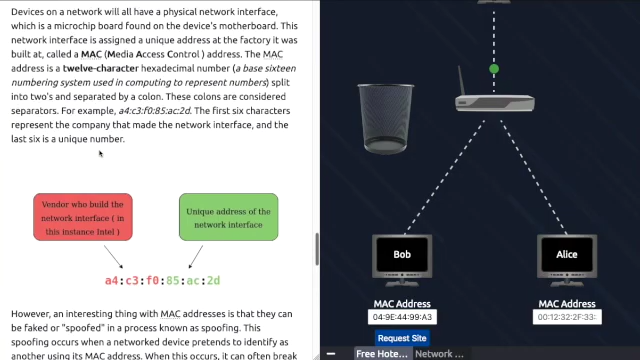 Devices on a network will all have a physical network interface,
which is a microchip board found on the device's motherboard. This
network interface is assigned a unique address at the factory it was
built at, called a MAC (Media Access Control ) address. The MAC
address is a twelve-character hexadecimal number (a base sixteen
numbering system used in computing to represent numbers) split
into two's and separated by a colon. These colons are considered
separators. For example, a4:c3:f0:85:ac:2d. The first six characters
represent the company that made the network interface, and the
last six is a unique number.
Vendor who build the
network interface ( in
this instance Intel )
Unique address of the
network interface
a4:c3:f0:85:ac:2d
However, an interesting thing with MAC addresses is that they can
be faked or "spoofed" in a process known as spoofing. This
spoofing occurs when a networked device pretends to identify as
another using its MAC address. When this occurs, it can often break
Bob
Alice
MAC Address
MAC Address
04:9E:44:99:A3
00:12:32:2F:33:
Request Site
Free Hote...
Network ...